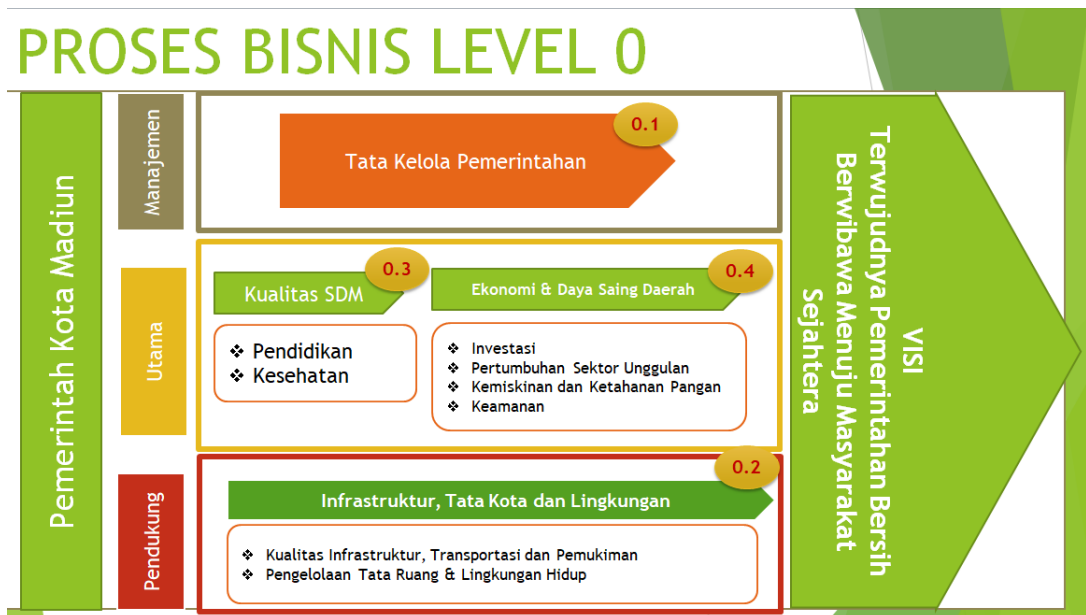 PROSES BISNIS LEVEL 0
Pemerintah Kota Madiun
Manajemen
0.1
Tata Kelola Pemerintahan
Utama
0.3
Kualitas SDM
❖ Pendidikan
❖ Kesehatan
0.4
Ekonomi & Daya Saing Daerah
❖ Investasi
❖ Pertumbuhan Sektor Unggulan
❖ Kemiskinan dan Ketahanan Pangan
❖ Keamanan
Pendukung
0.2
Infrastruktur, Tata Kota dan Lingkungan
❖ Kualitas Infrastruktur, Transportasi dan Pemukiman
❖ Pengelolaan Tata Ruang & Lingkungan Hidup
VISI
Terwujudnya Pemerintahan Bersih
Berwibawa Menuju Masyarakat
Sejahtera